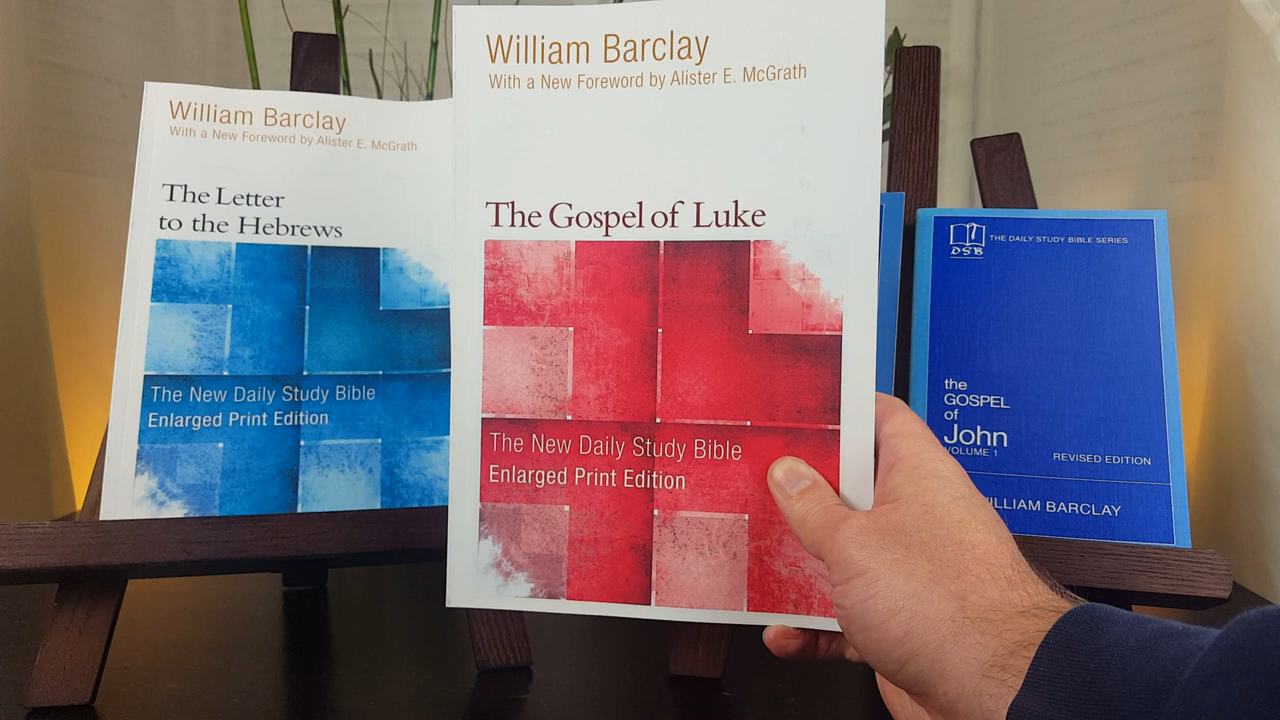 William Barclay
With a New Foreword by Alister E. McGrath
The Letter
to the Hebrews
The New Daily Study Bible
Enlarged Print Edition
William Barclay
With a New Foreword by Alister E. McGrath
The Gospel of Luke
The New Daily Study Bible
Enlarged Print Edition
DSB
THE DAILY STUDY BIBLE SERIES
the
GOSPEL
of
John
VOLUME 1
REVISED EDITION
BARCLAY